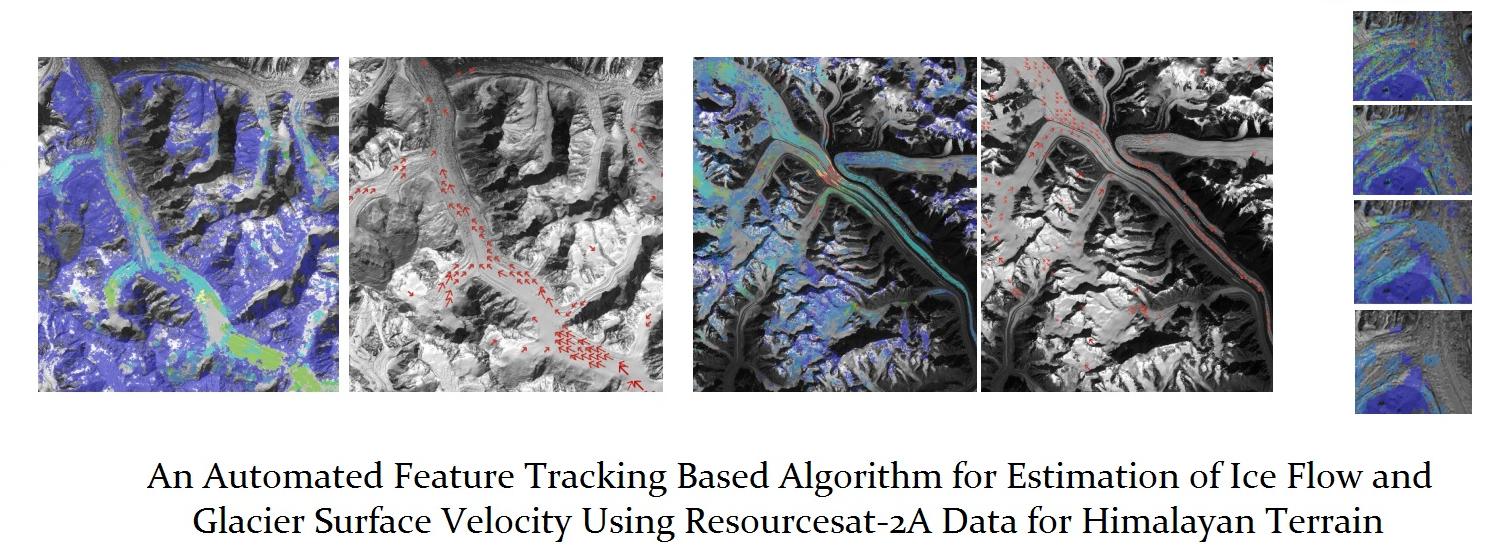 An Automated Feature Tracking Based Algorithm for Estimation of Ice Flow and
Glacier Surface Velocity Using Resourcesat-2A Data for Himalayan Terrain